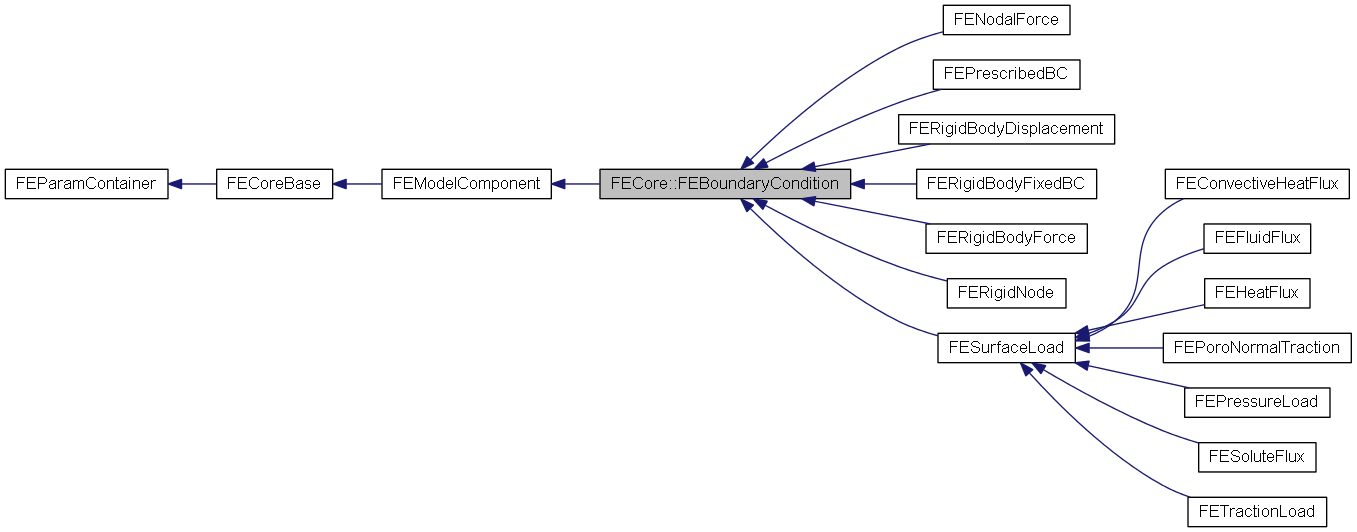 FENodalForce
FEPrescribedBC
FERigidBodyDisplacement
FEParamContainer
FECoreBase
FEModelComponent
FECore::FEBoundaryCondition
FERigidBodyFixedBC
FEConvectiveHeatFlux
FERigidBodyForce
FEFluidFlux
FERigidNode
FEHeatFlux
FESurfaceLoad
FEPoroNormalTraction
FEPressureLoad
FESoluteFlux
FETractionLoad